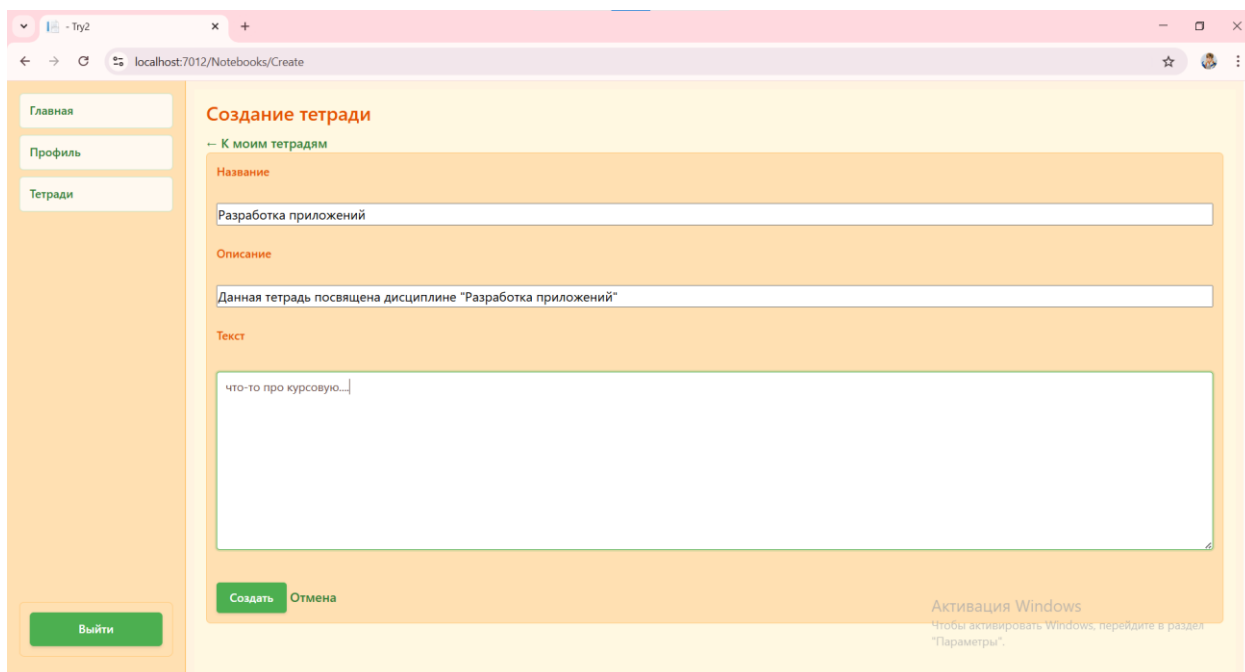 - Try2
localhost:7012/Notebooks/Create
Главная
Профиль
Тетради
Создание тетради
← К моим тетрадям
Название
Разработка приложений
Описание
Данная тетрадь посвящена дисциплине "Разработка приложений"
Текст
что-то про курсовую....
Создать Отмена
Выйти
Активация Windows
Чтобы активировать Windows, перейдите в раздел
"Параметры".